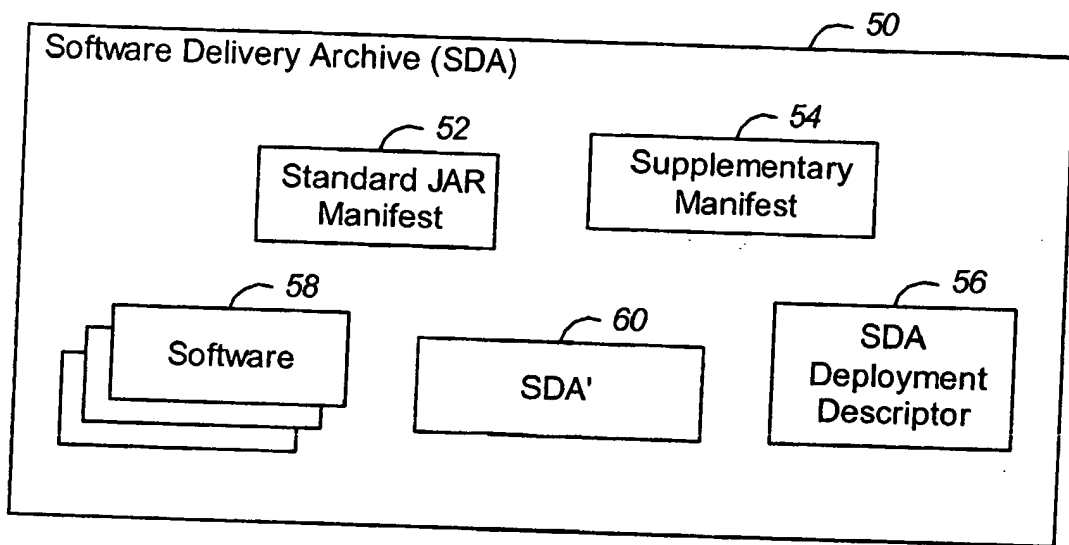 50
Software Delivery Archive (SDA)
52
Standard JAR
Manifest
54
Supplementary
Manifest
58
Software
60
SDA'
56
SDA
Deployment
Descriptor